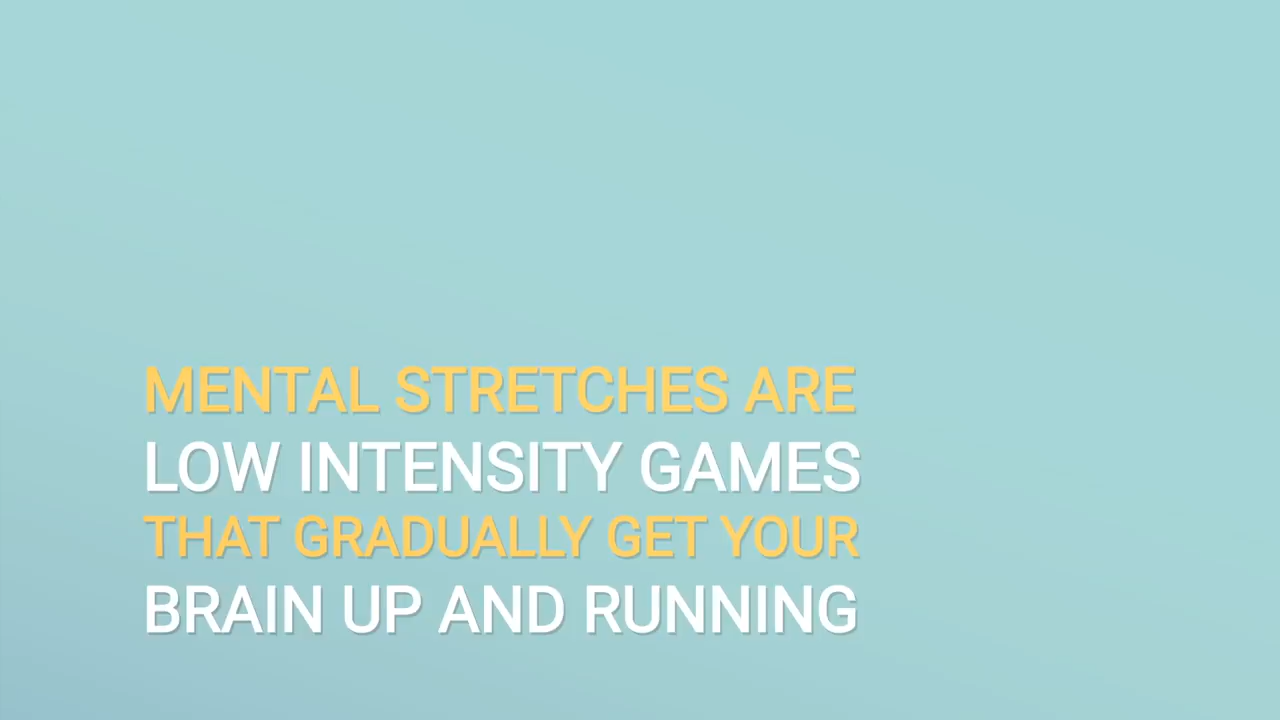 MENTAL STRETCHES ARE
LOW INTENSITY GAMES
THAT GRADUALLY GET YOUR
BRAIN UP AND RUNNING